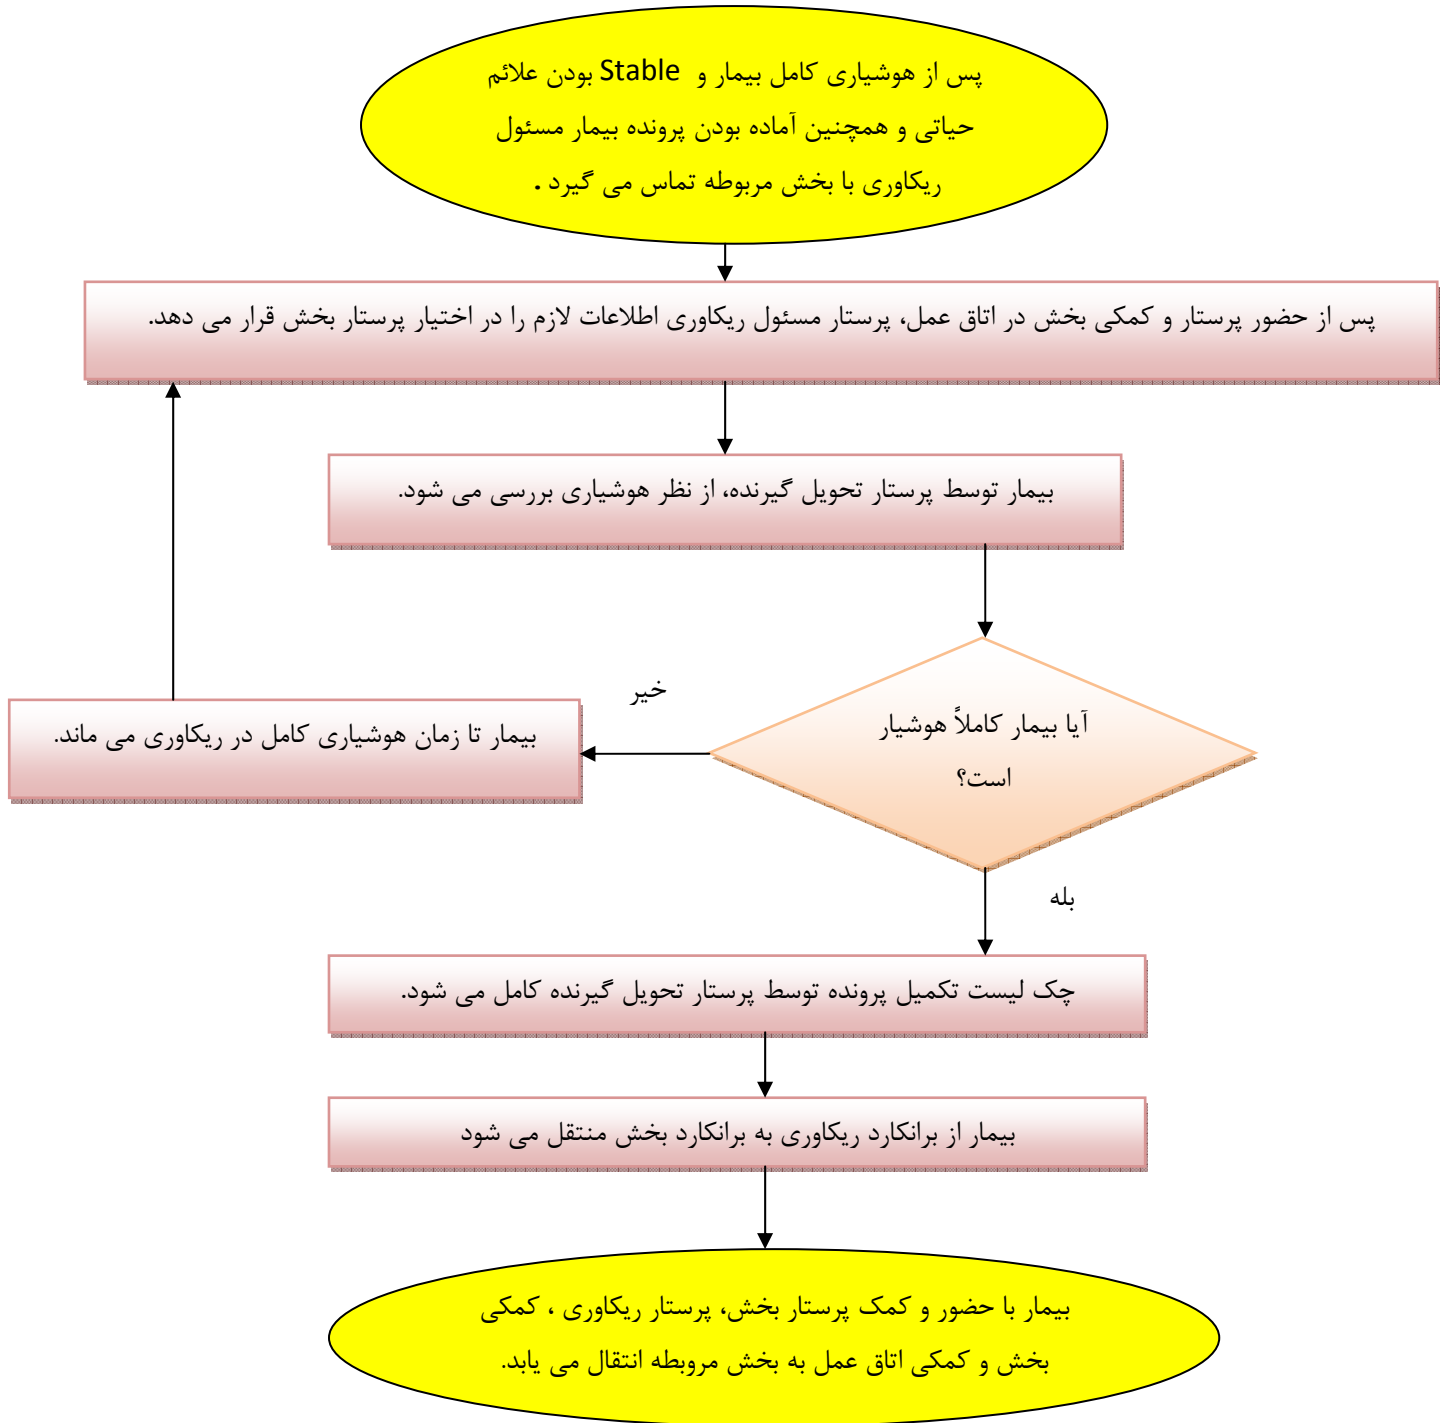 پس از هوشیاری کامل بیمار و Stable بودن علائم
حیاتی و همچنین آماده بودن پرونده بیمار مسئول
ریکاوری با بخش مربوطه تماس می گیرد .
پس از حضور پرستار و کمکی بخش در اتاق عمل، پرستار مسئول ریکاوری اطلاعات لازم را در اختیار پرستار بخش قرار می دهد.
بیمار توسط پرستار تحویل گیرنده، از نظر هوشیاری بررسی می شود.
آیا بیمار کاملاً هوشیار
است؟
خیر
بیمار تا زمان هوشیاری کامل در ریکاوری می ماند.
بله
چک لیست تکمیل پرونده توسط پرستار تحویل گیرنده کامل می شود.
بیمار از برانکارد ریکاوری به برانکارد بخش منتقل می شود
بیمار با حضور و کمک پرستار بخش، پرستار ریکاوری ، کمکی
بخش و کمکی اتاق عمل به بخش مروبطه انتقال می یابد.